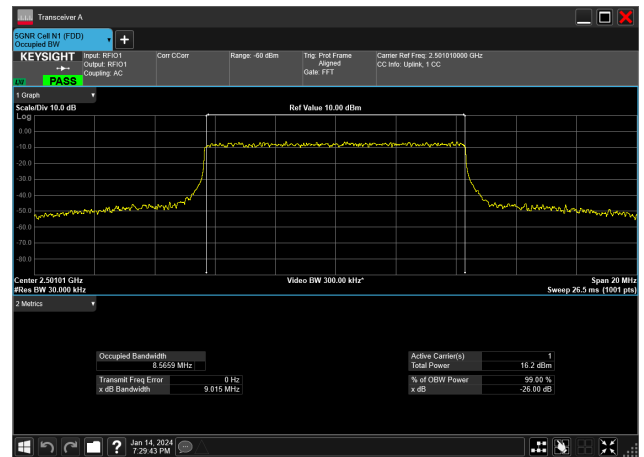 Transceiver A
5GNR Cell N1 (FDD)
Occupied BW
KEYSIGHT
LW PASS
Input: RFIO1
Output: RFIO1
Coupling: AC
Corr CCorr
Range: -60 dBm
Trig: Prot Frame
Aligned
Gate: FFT
Carrier Ref Freq: 2.501010000 GHz
CC Info: Uplink, 1 CC
1 Graph
Scale/Div 10.0 dB
Ref Value 10.00 dBm
Log
0.00
-10.0
-20.0
-30.0
-40.0
-50.0
-60.0
-70.0
-80.0
Center 2.50101 GHz
Video BW 300.00 kHz*
Span 20 MHz
#Res BW 30.000 kHz
Sweep 26.5 ms (1001 pts)
2 Metrics
Occupied Bandwidth
8.5659 MHz
Transmit Freq Error 0 Hz
x dB Bandwidth 9.015 MHz
Active Carrier(s) 1
Total Power 16.2 dBm
% of OBW Power 99.00 %
x dB -26.00 dB
Jan 14, 2024
7:29:43 PM